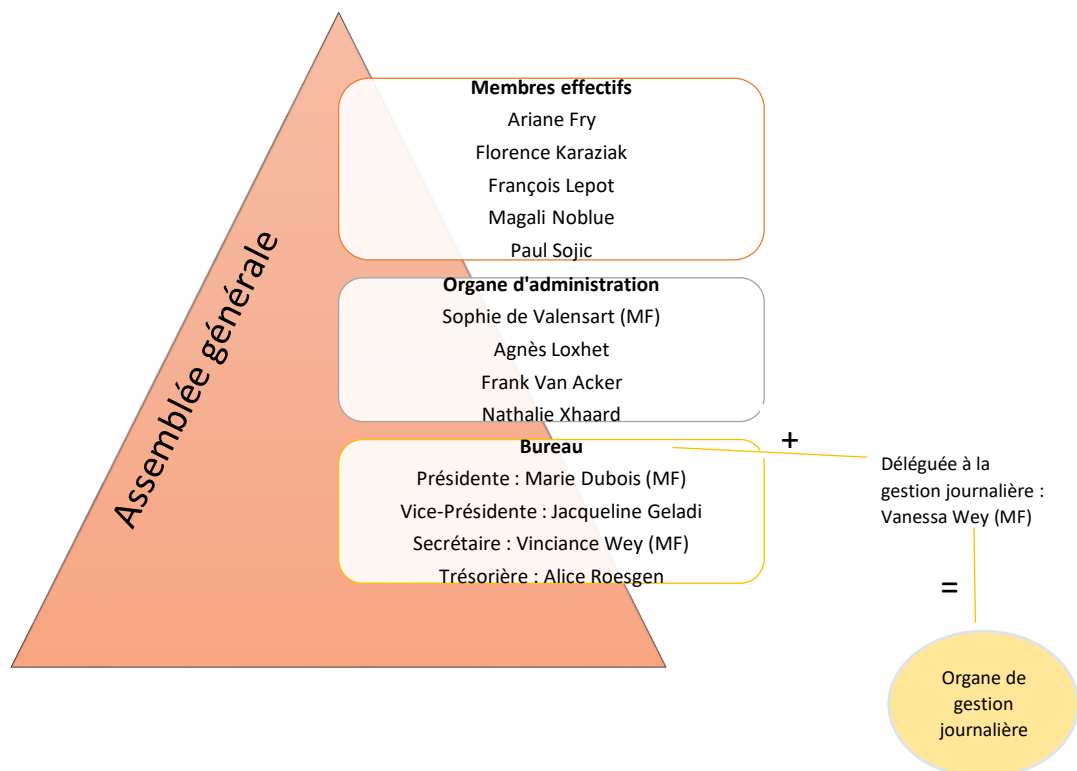 Assemblée générale
Membres effectifs
Ariane Fry
Florence Karaziak
François Lepot
Magali Noblue
Paul Sojic
Organe d'administration
Sophie de Valensart (MF)
Agnès Loxhet
Frank Van Acker
Nathalie Xhaard
Bureau
Présidente : Marie Dubois (MF)
Vice-Présidente : Jacqueline Geladi
Secrétaire : Vinciance Wey (MF)
Trésorière : Alice Roesgen
+
Déléguée à la
gestion journalière :
Vanessa Wey (MF)
=
Organe de
gestion
journalière